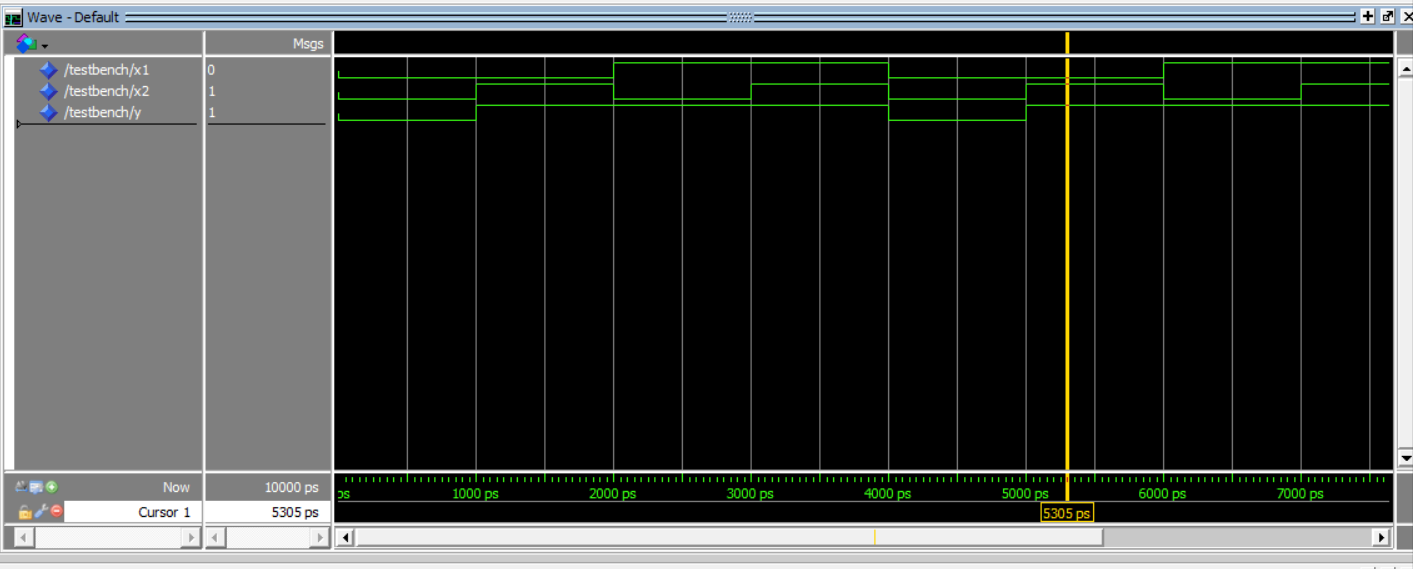 Wave - Default
Msgs
/testbench/x1 0
/testbench/x2 1
/testbench/y 1
Now 10000 ps
ps 1000 ps 2000 ps 3000 ps 4000 ps 5000 ps 6000 ps 7000 ps
Cursor 1 5305 ps
5305 ps